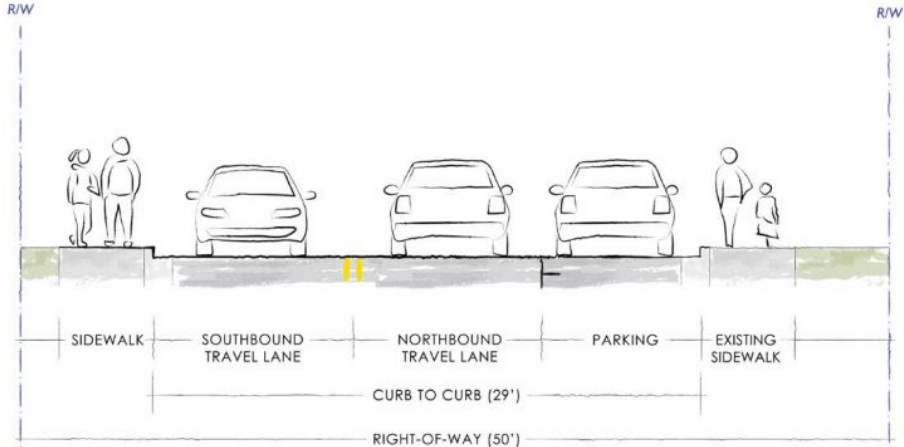 R/W
R/W
SIDEWALK
SOUTHBOUND
TRAVEL LANE
NORTHBOUND
TRAVEL LANE
PARKING
EXISTING
SIDEWALK
CURB TO CURB (29')
RIGHT-OF-WAY (50')